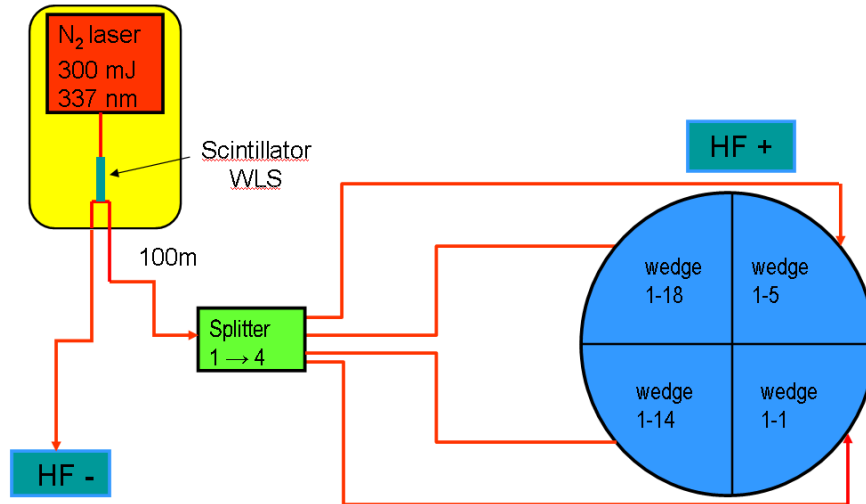 N₂ laser
300 mJ
337 nm
Scintillator
WLS
100m
HF -
Splitter
1 → 4
HF +
wedge
1-18
wedge
1-5
wedge
1-14
wedge
1-1